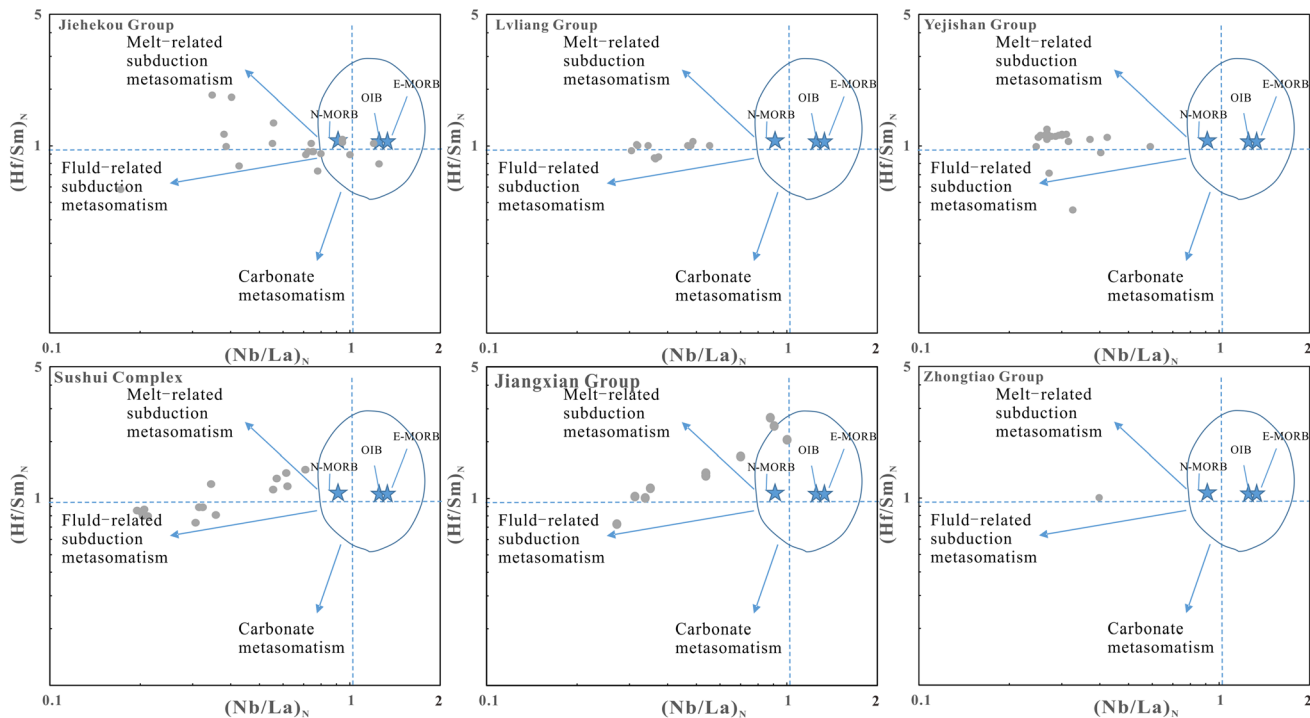 5
Jiehekou Group
Melt-related
subduction
metasomatism
E-MORB
OIB
N-MORB
1
(Hf/Sm)N
Fluld-related
subduction
metasomatism
Carbonate
metasomatism
0.1
(Nb/La)N
1
2
5
Lvliang Group
Melt-related
subduction
metasomatism
E-MORB
OIB
N-MORB
1
(Hf/Sm)N
Fluld-related
subduction
metasomatism
Carbonate
metasomatism
0.1
(Nb/La)N
1
2
5
Yejishan Group
Melt-related
subduction
metasomatism
E-MORB
OIB
N-MORB
1
(Hf/Sm)N
Fluld-related
subduction
metasomatism
Carbonate
metasomatism
0.1
(Nb/La)N
1
2
5
Sushui Complex
Melt-related
subduction
metasomatism
E-MORB
OIB
N-MORB
1
(Hf/Sm)N
Fluld-related
subduction
metasomatism
Carbonate
metasomatism
0.1
(Nb/La)N
1
2
5
Jiangxian Group
Melt-related
subduction
metasomatism
E-MORB
OIB
N-MORB
1
(Hf/Sm)N
Fluld-related
subduction
metasomatism
Carbonate
metasomatism
0.1
(Nb/La)N
1
2
5
Zhongtiao Group
Melt-related
subduction
metasomatism
E-MORB
OIB
N-MORB
1
(Hf/Sm)N
Fluld-related
subduction
metasomatism
Carbonate
metasomatism
0.1
(Nb/La)N
1
2